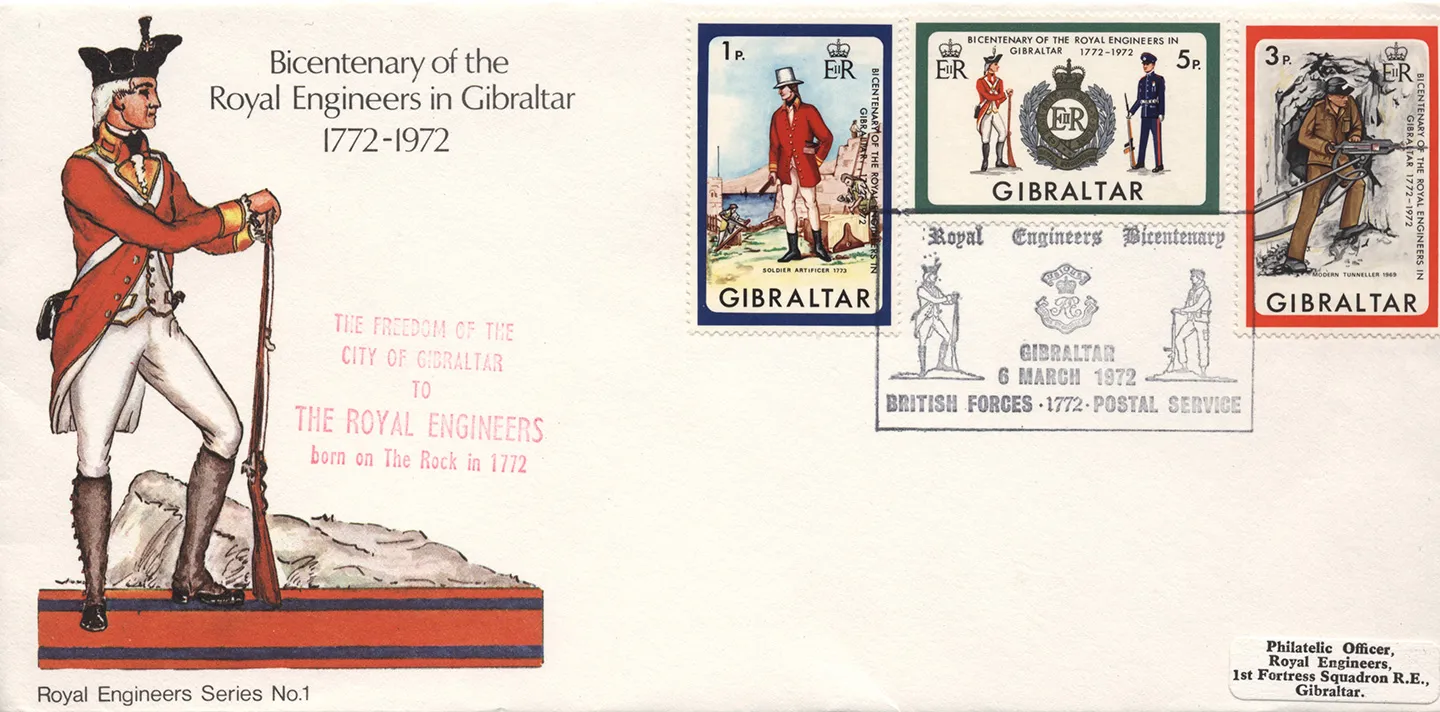 Bicentenary of the
Royal Engineers in Gibraltar
1772-1972
THE FREEDOM OF THE
CITY OF GIBRALTAR
TO
THE ROYAL ENGINEERS
born on The Rock in 1772
Royal Engineers Series No.1
1P.
EIIR
BICENTENARY OF THE ROYAL ENGINEERS IN
GIBRALTAR 1772-1972
SOLDIER ARTIFICER 1773
GIBRALTAR
BICENTENARY OF THE ROYAL ENGINEERS IN
GIBRALTAR 1772-1972
EIIR
5P.
EIIR
GIBRALTAR
3P.
EIIR
BICENTENARY OF THE ROYAL ENGINEERS IN
GIBRALTAR 1772-1972
MODERN TUNNELLER 1969
GIBRALTAR
Royal Engineers Bicentenary
GIBRALTAR
6 MARCH 1972
BRITISH FORCES · 1772 · POSTAL SERVICE
Philatelic Officer,
Royal Engineers,
1st Fortress Squadron R.E.,
Gibraltar.